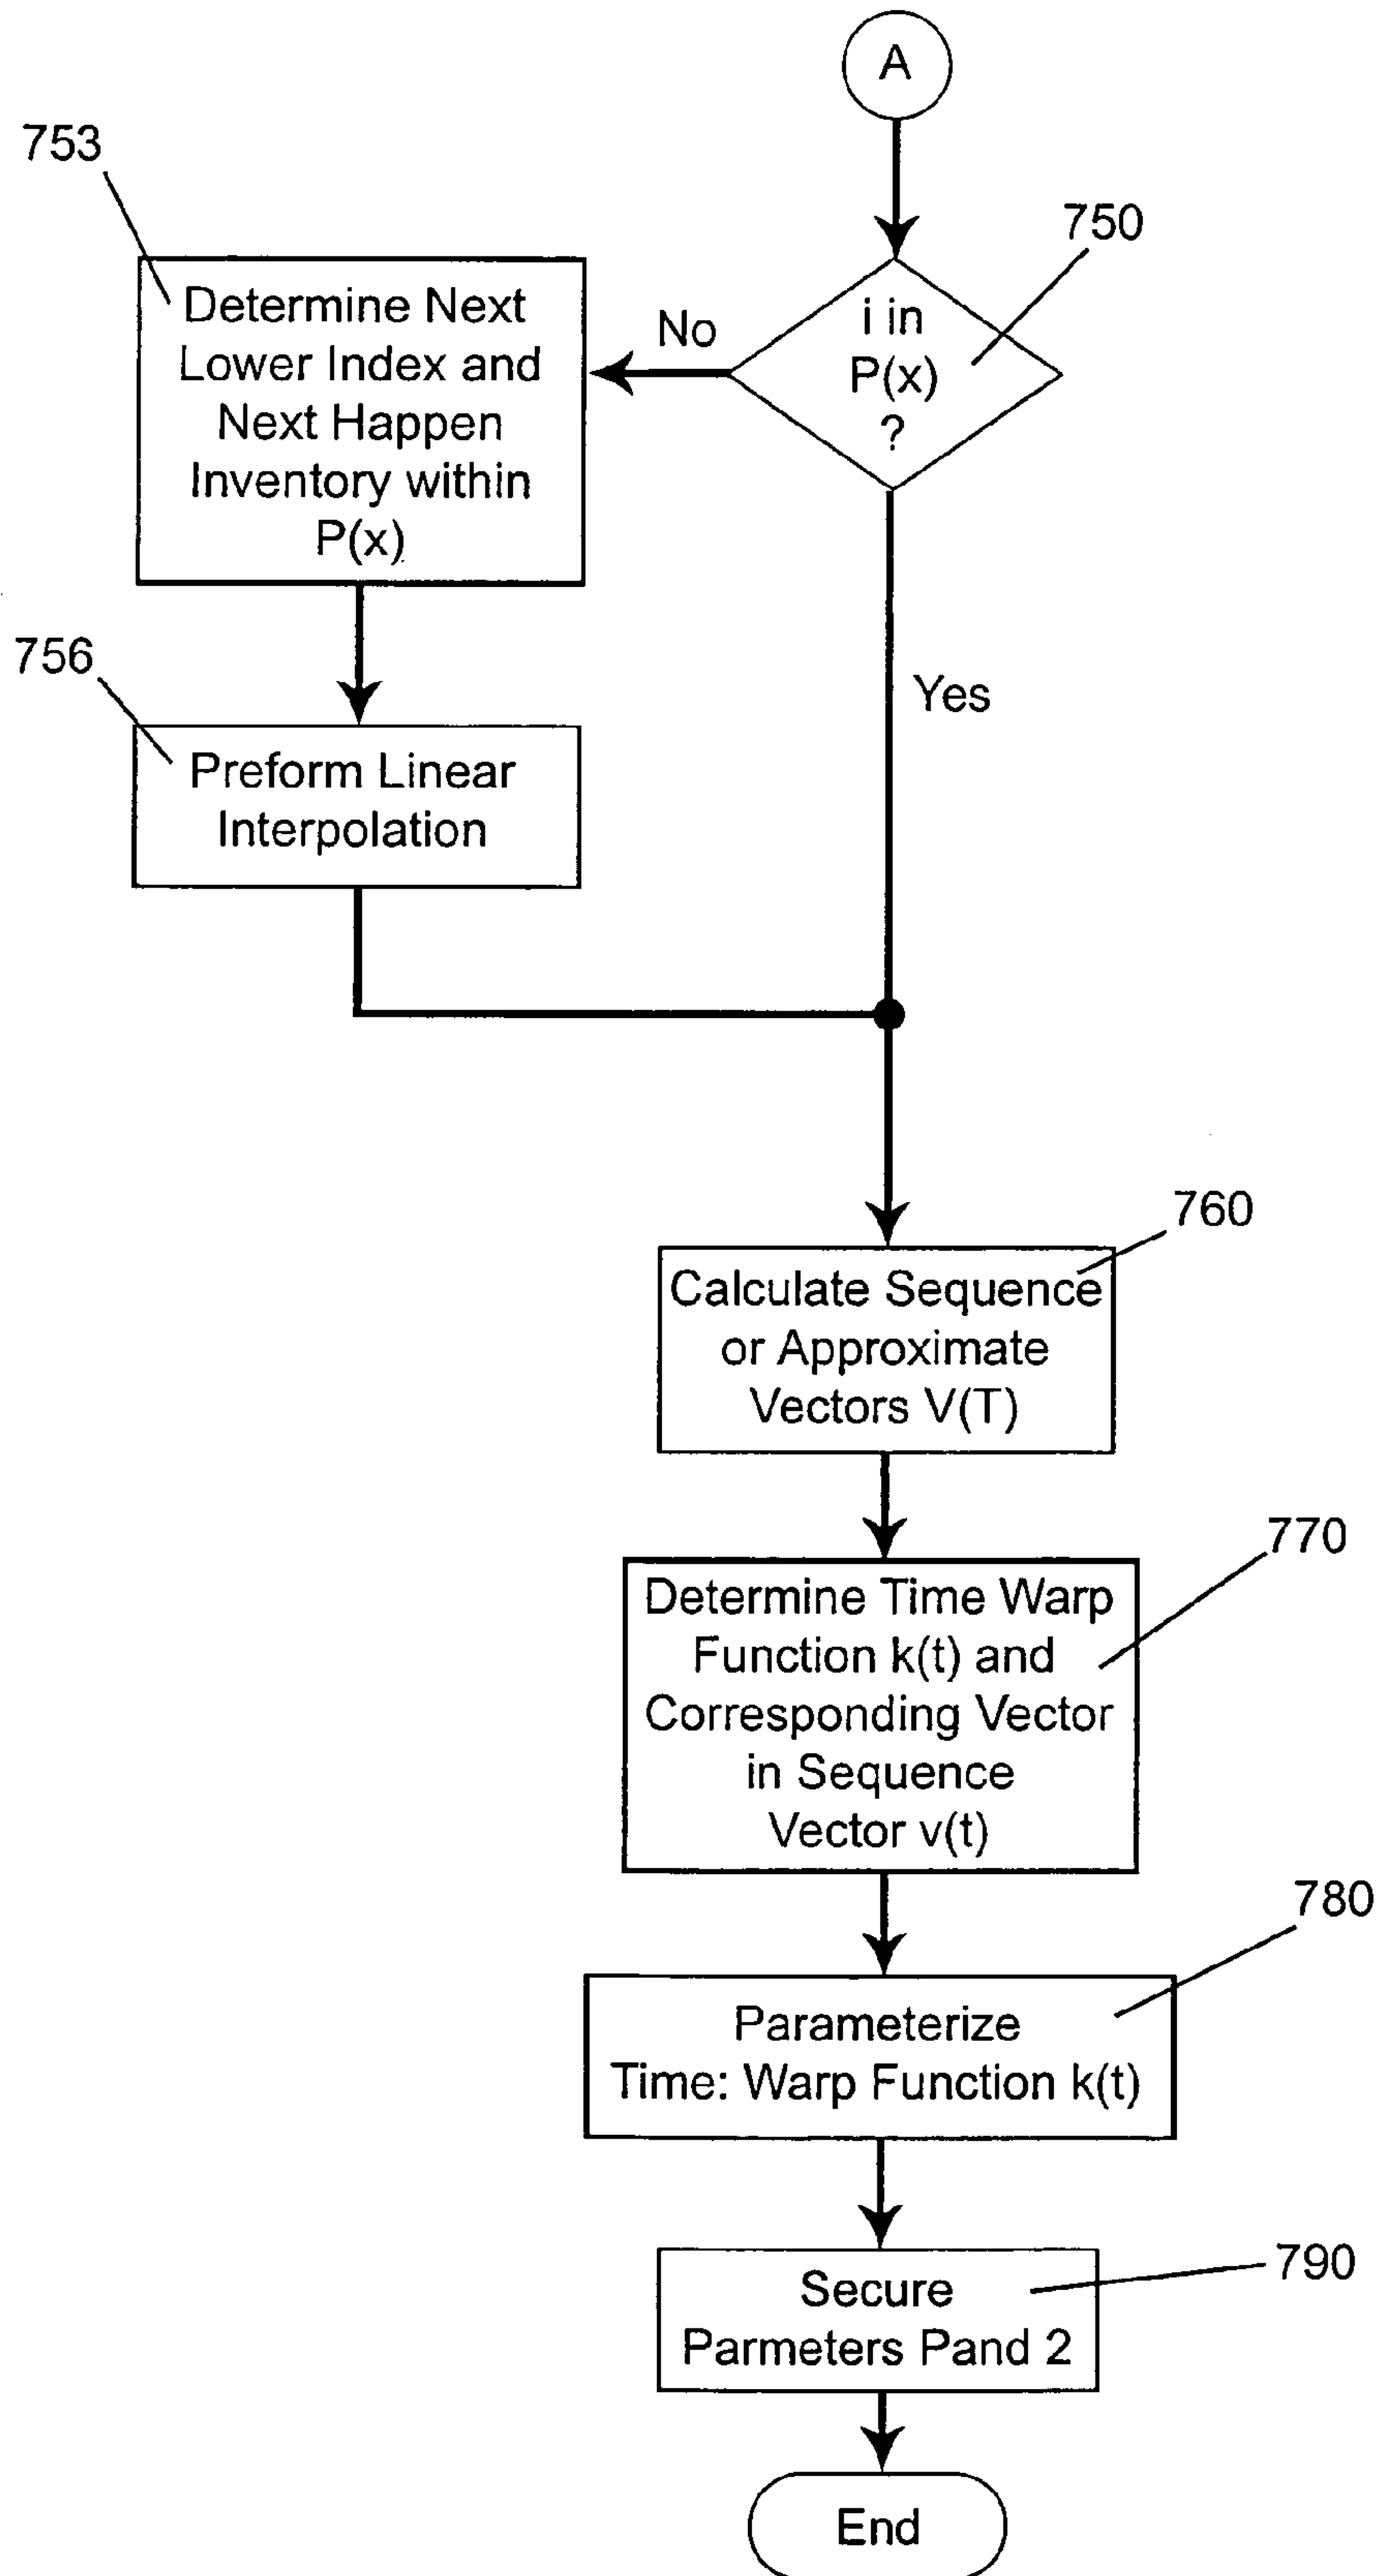 A
753
750
Determine Next
Lower Index and
Next Happen
Inventory within
P(x)
No
i in
P(x)
?
756
Yes
Preform Linear
Interpolation
760
Calculate Sequence
or Approximate
Vectors V(T)
770
Determine Time Warp
Function k(t) and
Corresponding Vector
in Sequence
Vector v(t)
780
Parameterize
Time: Warp Function k(t)
790
Secure
Parmeters Pand 2
End